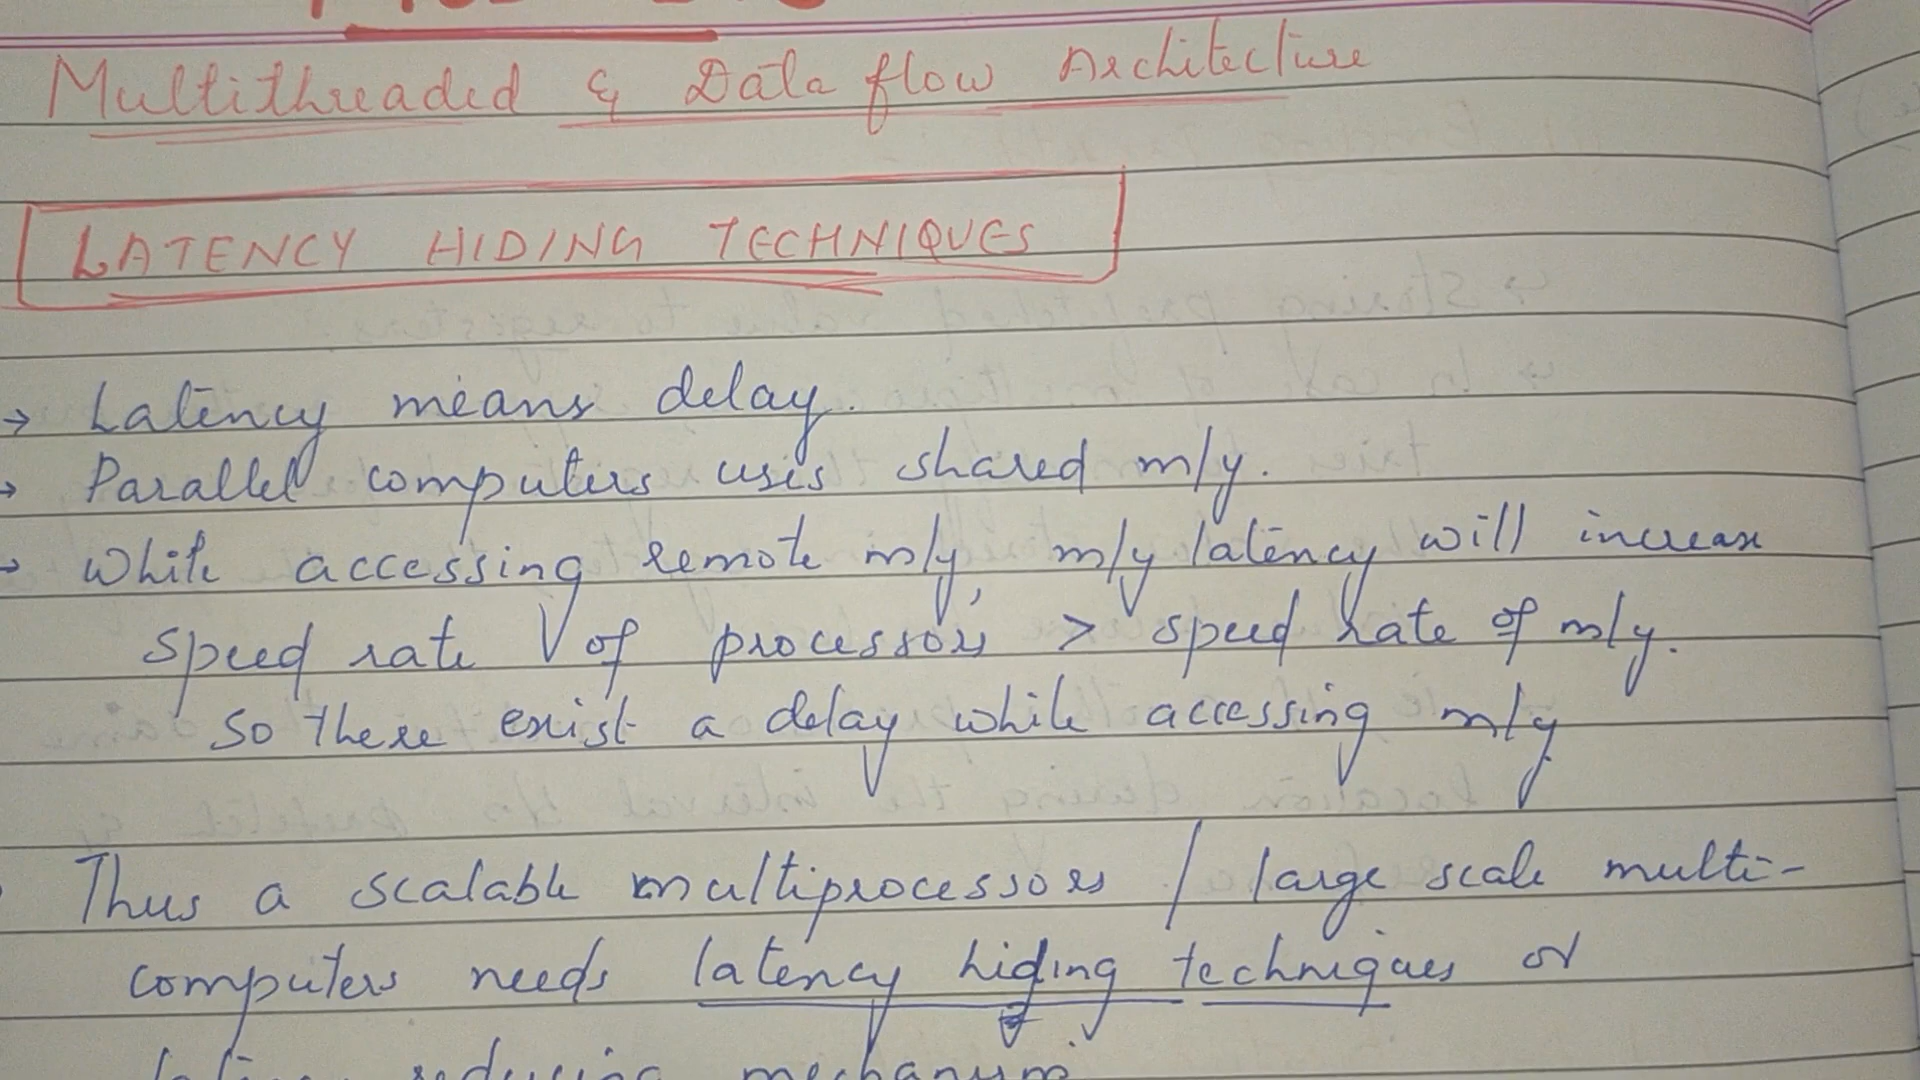 Multithreaded & Data flow Architecture
LATENCY HIDING TECHNIQUES
→ Latency means delay.
→ Parallel computers uses shared m/y.
→ While accessing remote m/y, m/y latency will increase
speed rate of processors > speed rate of m/y.
so there exist a delay while accessing m/y
Thus a scalable multiprocessors / large scale multi-
computers needs latency hiding techniques or
reducing mechanism.